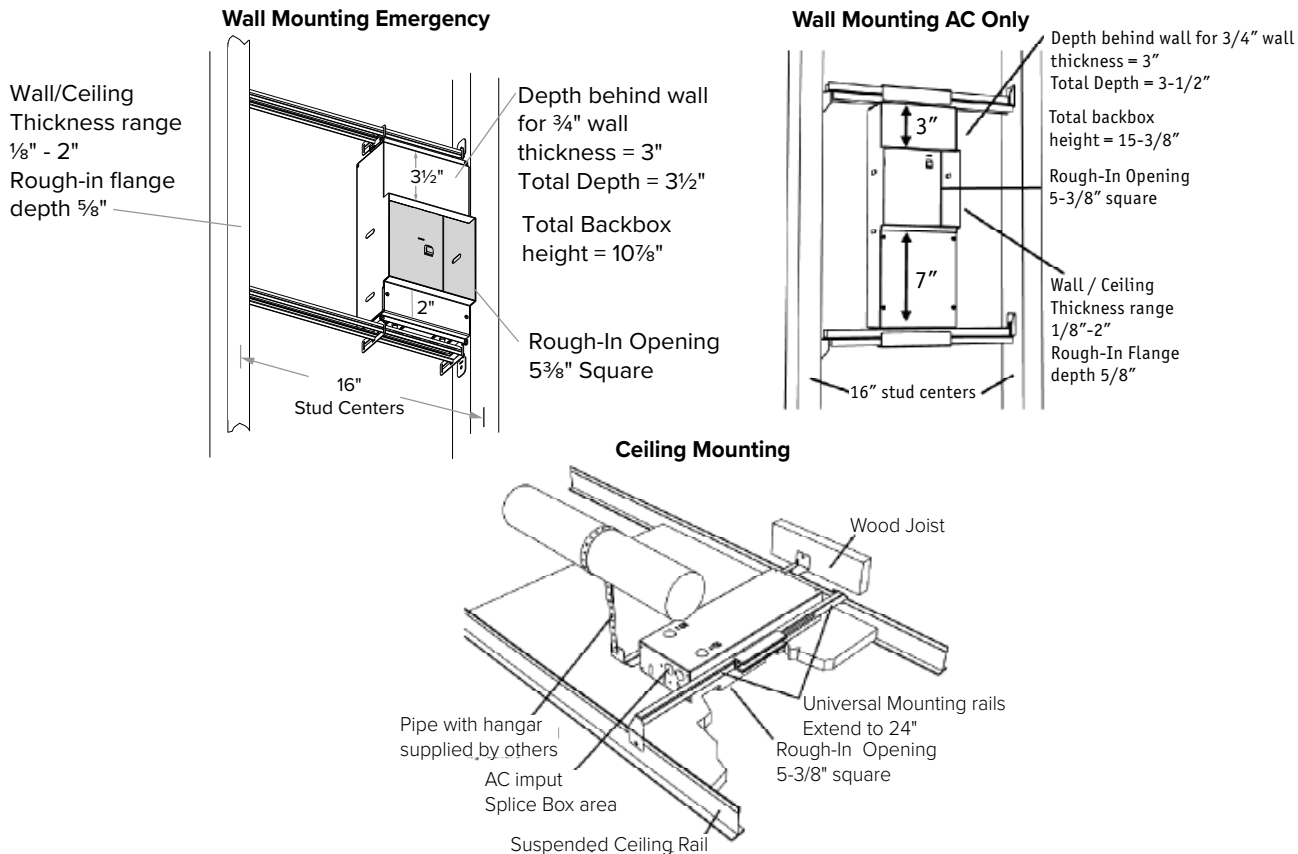 Wall Mounting Emergency
Wall/Ceiling
Thickness range
⅛" - 2"
Rough-in flange
depth ⅝"
Depth behind wall
for ¾" wall
thickness = 3"
Total Depth = 3½"
Total Backbox
height = 10⅞"
3½"
2"
Rough-In Opening
5⅜" Square
16"
Stud Centers
Wall Mounting AC Only
Depth behind wall for 3/4” wall
thickness = 3”
Total Depth = 3-1/2”
Total backbox
height = 15-3/8”
Rough-In Opening
5-3/8” square
Wall / Ceiling
Thickness range
1/8”-2”
Rough-In Flange
depth 5/8”
3”
7”
16” stud centers
Ceiling Mounting
Wood Joist
Universal Mounting rails
Extend to 24"
Rough-In Opening
5-3/8" square
Pipe with hangar
supplied by others
AC imput
Splice Box area
Suspended Ceiling Rail